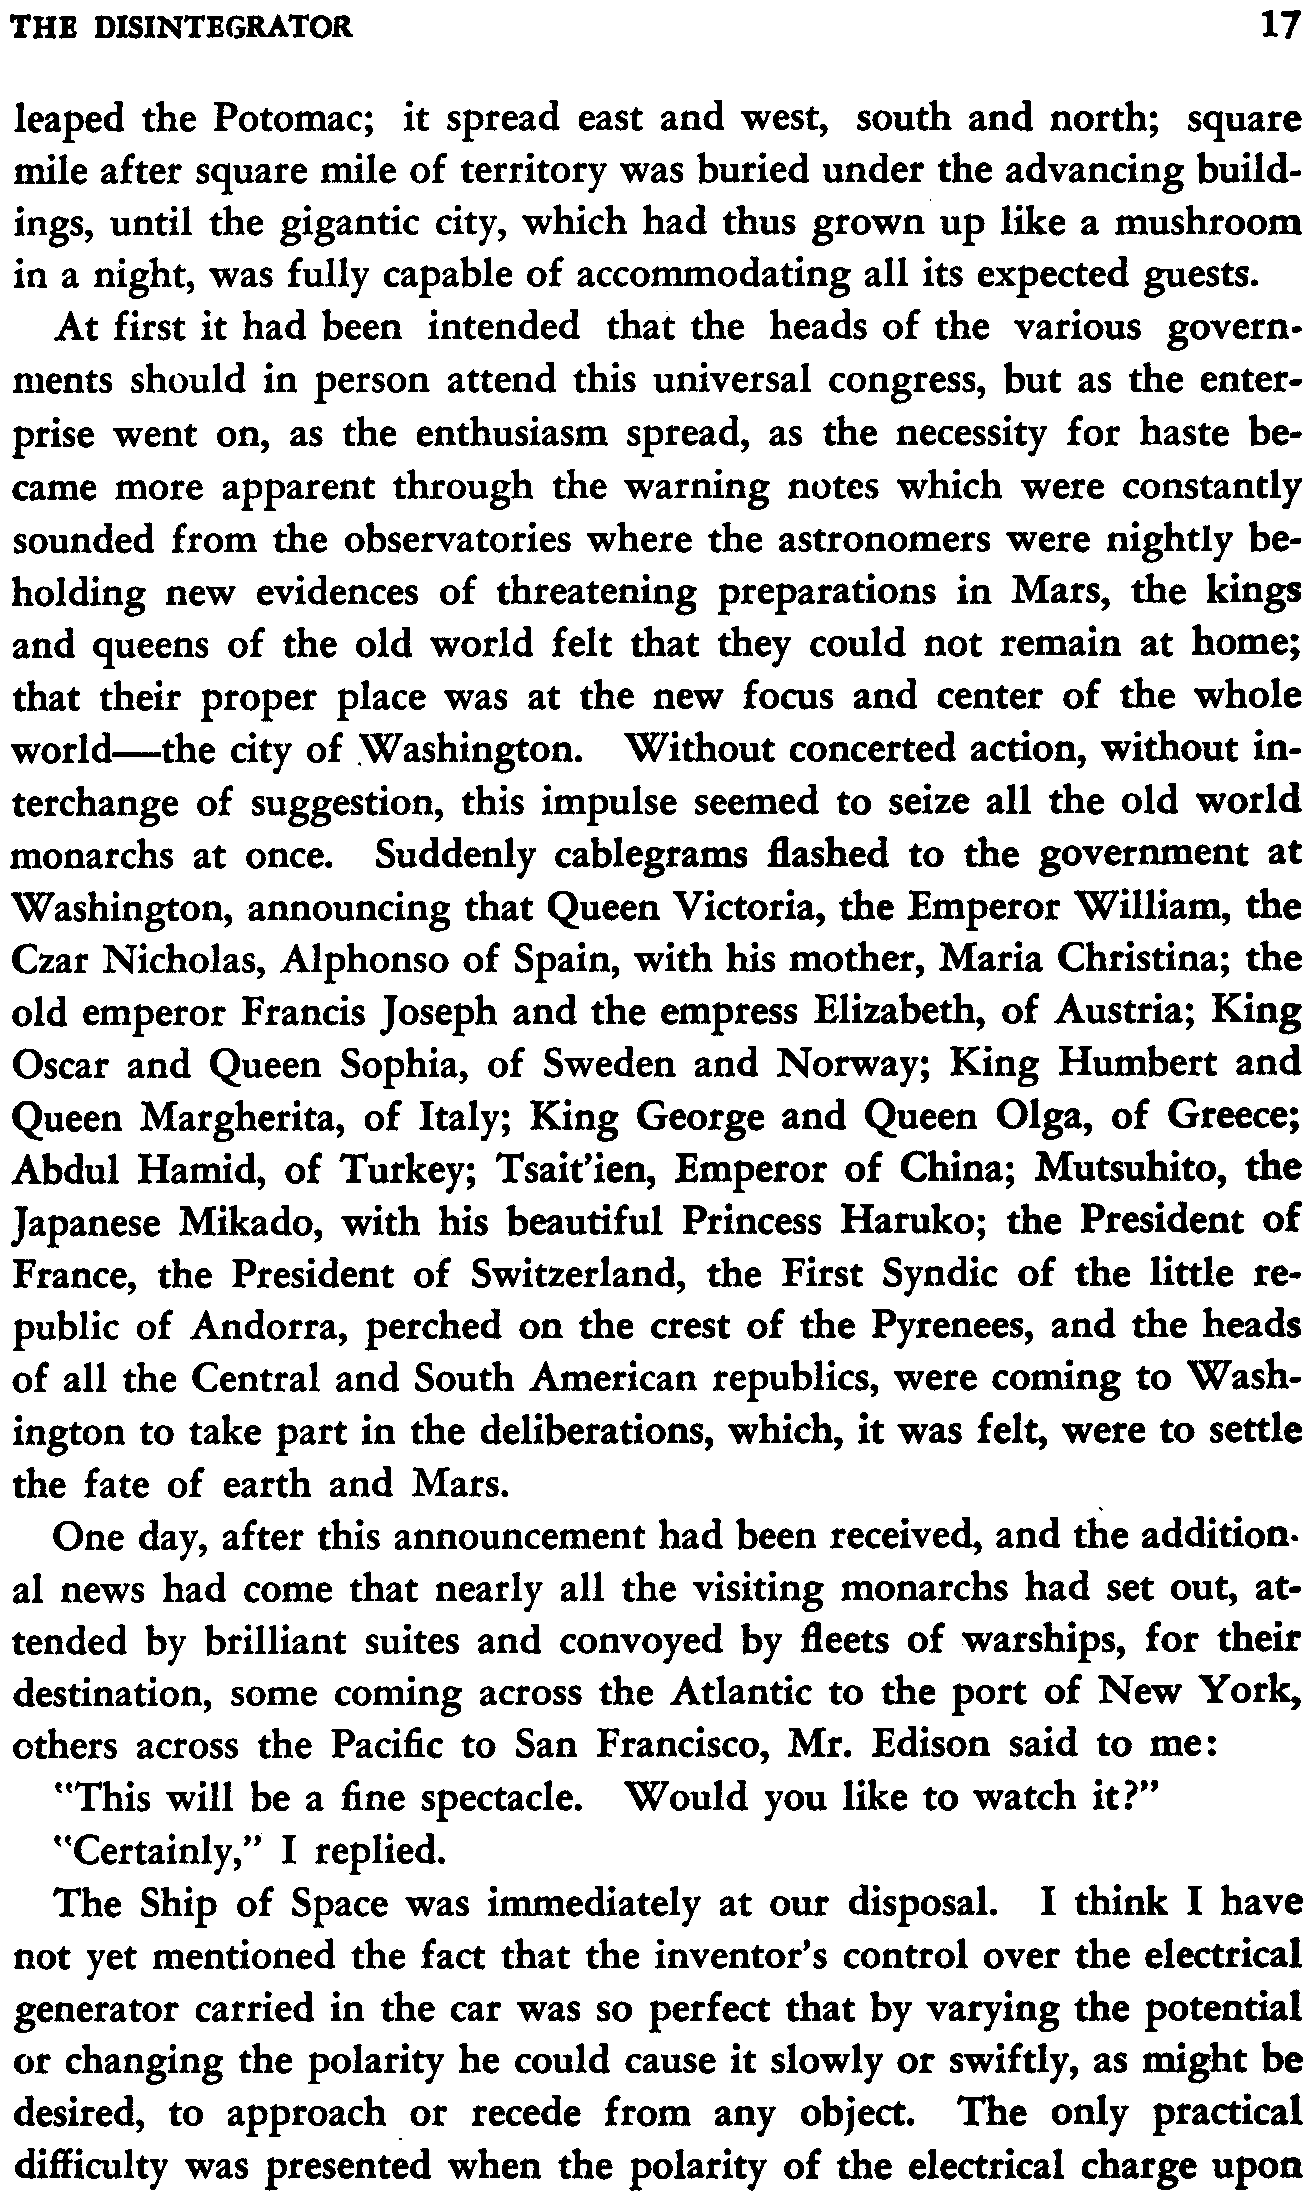 THE DISINTEGRATOR 17
leaped the Potomac; it spread east and west, south and north; square
mile after square mile of territory was buried under the advancing build-
ings, until the gigantic city, which had thus grown up like a mushroom
in a night, was fully capable of accommodating all its expected guests.
At first it had been intended that the heads of the various govern-
ments should in person attend this universal congress, but as the enter-
prise went on, as the enthusiasm spread, as the necessity for haste be-
came more apparent through the warning notes which were constantly
sounded from the observatories where the astronomers were nightly be-
holding new evidences of threatening preparations in Mars, the kings
and queens of the old world felt that they could not remain at home;
that their proper place was at the new focus and center of the whole
world—the city of Washington. Without concerted action, without in-
terchange of suggestion, this impulse seemed to seize all the old world
monarchs at once. Suddenly cablegrams flashed to the government at
Washington, announcing that Queen Victoria, the Emperor William, the
Czar Nicholas, Alphonso of Spain, with his mother, Maria Christina; the
old emperor Francis Joseph and the empress Elizabeth, of Austria; King
Oscar and Queen Sophia, of Sweden and Norway; King Humbert and
Queen Margherita, of Italy; King George and Queen Olga, of Greece;
Abdul Hamid, of Turkey; Tsait'ien, Emperor of China; Mutsuhito, the
Japanese Mikado, with his beautiful Princess Haruko; the President of
France, the President of Switzerland, the First Syndic of the little re-
public of Andorra, perched on the crest of the Pyrenees, and the heads
of all the Central and South American republics, were coming to Wash-
ington to take part in the deliberations, which, it was felt, were to settle
the fate of earth and Mars.
One day, after this announcement had been received, and the addition-
al news had come that nearly all the visiting monarchs had set out, at-
tended by brilliant suites and convoyed by fleets of warships, for their
destination, some coming across the Atlantic to the port of New York,
others across the Pacific to San Francisco, Mr. Edison said to me:
"This will be a fine spectacle. Would you like to watch it?"
"Certainly," I replied.
The Ship of Space was immediately at our disposal. I think I have
not yet mentioned the fact that the inventor's control over the electrical
generator carried in the car was so perfect that by varying the potential
or changing the polarity he could cause it slowly or swiftly, as might be
desired, to approach or recede from any object. The only practical
difficulty was presented when the polarity of the electrical charge upon